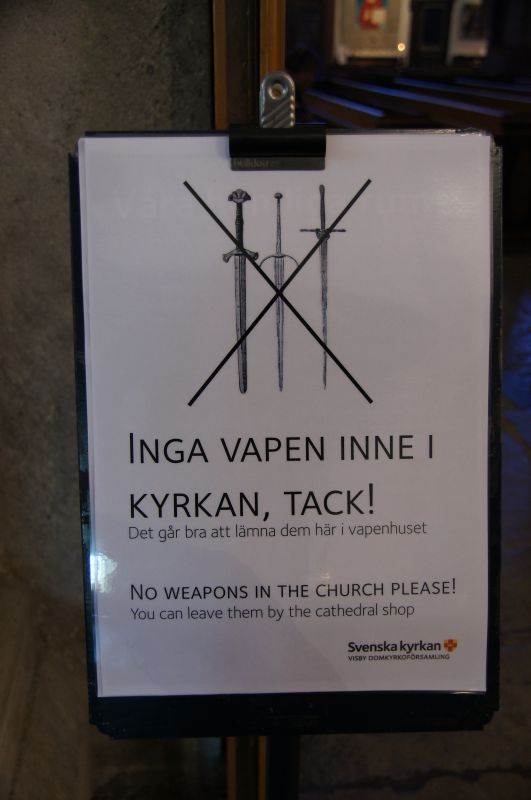 INGA VAPEN INNE I
KYRKAN, TACK!
Det går bra att lämna dem här i vapenhuset
NO WEAPONS IN THE CHURCH PLEASE!
You can leave them by the cathedral shop
Svenska kyrkan
VISBY DOMKYRKOFÖRSAMLING